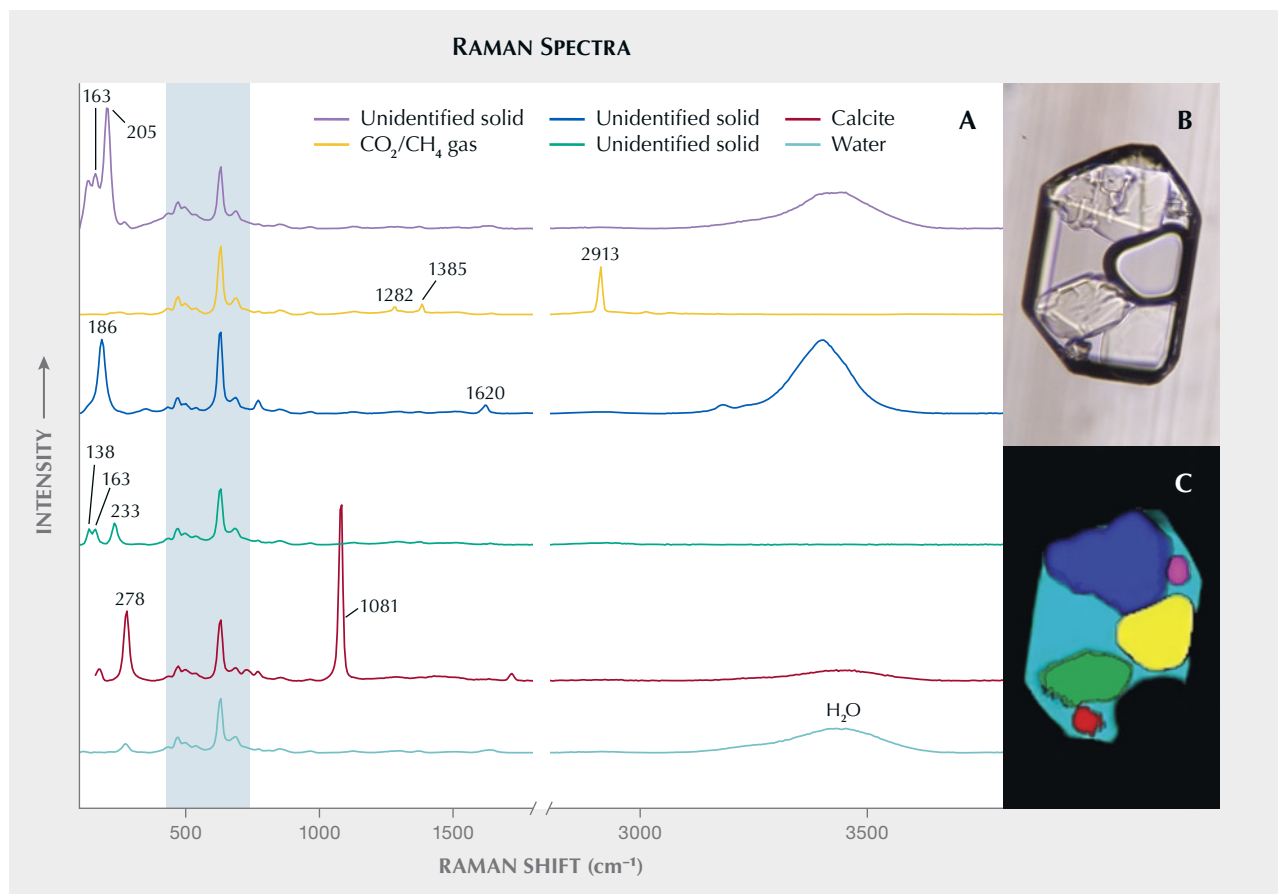 RAMAN SPECTRA
163
205
Unidentified solid
Unidentified solid
Calcite
CO₂/CH₄ gas
Unidentified solid
Water
A
B
2913
1385
1282
186
1620
138
163
233
C
278
1081
H₂O
INTENSITY
500
1000
1500
3000
3500
RAMAN SHIFT (cm⁻¹)